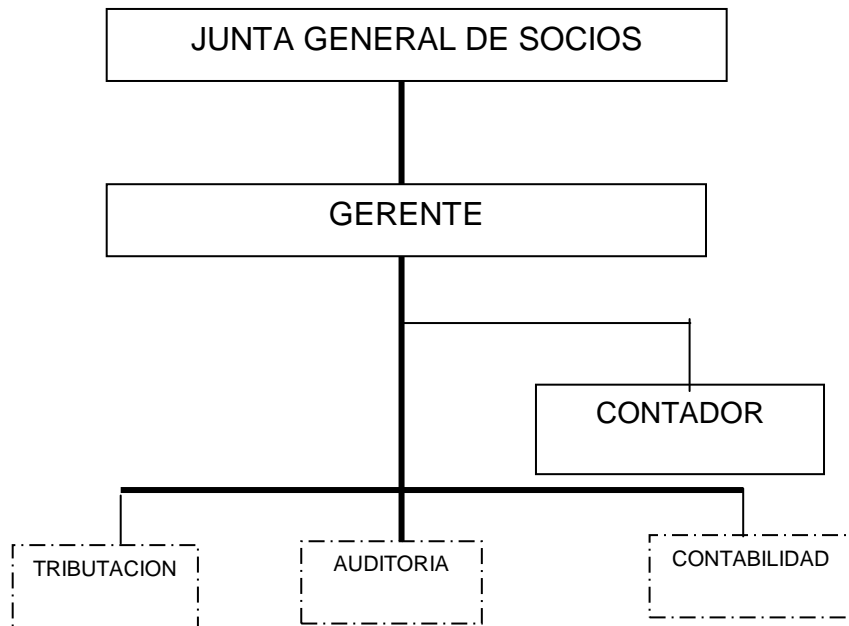 JUNTA GENERAL DE SOCIOS
GERENTE
CONTADOR
TRIBUTACION
AUDITORIA
CONTABILIDAD